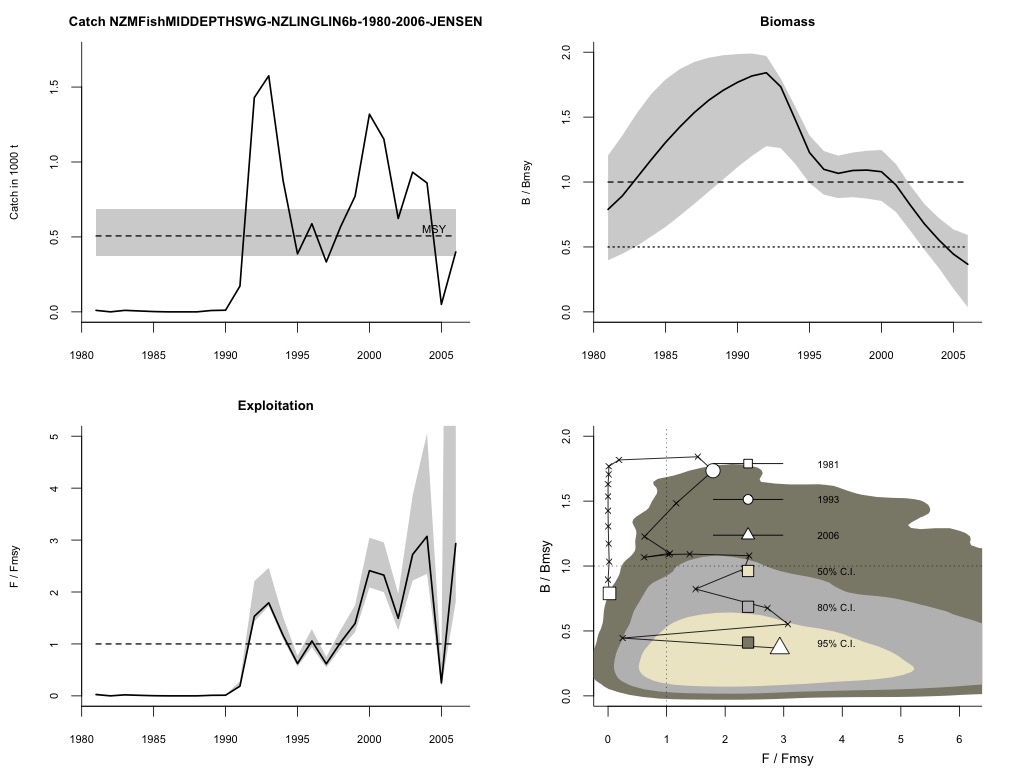 Catch NZMFishMIDDEPTHSWG-NZLINGLIN6b-1980-2006-JENSEN
Catch in 1000 t
0.0 0.5 1.0 1.5
MSY
1980 1985 1990 1995 2000 2005
Biomass
B / Bmsy
0.0 0.5 1.0 1.5 2.0
1980 1985 1990 1995 2000 2005
Exploitation
F / Fmsy
0 1 2 3 4 5
1980 1985 1990 1995 2000 2005
B / Bmsy
0.0 0.5 1.0 1.5 2.0
1981
1993
2006
50% C.I.
80% C.I.
95% C.I.
0 1 2 3 4 5 6
F / Fmsy